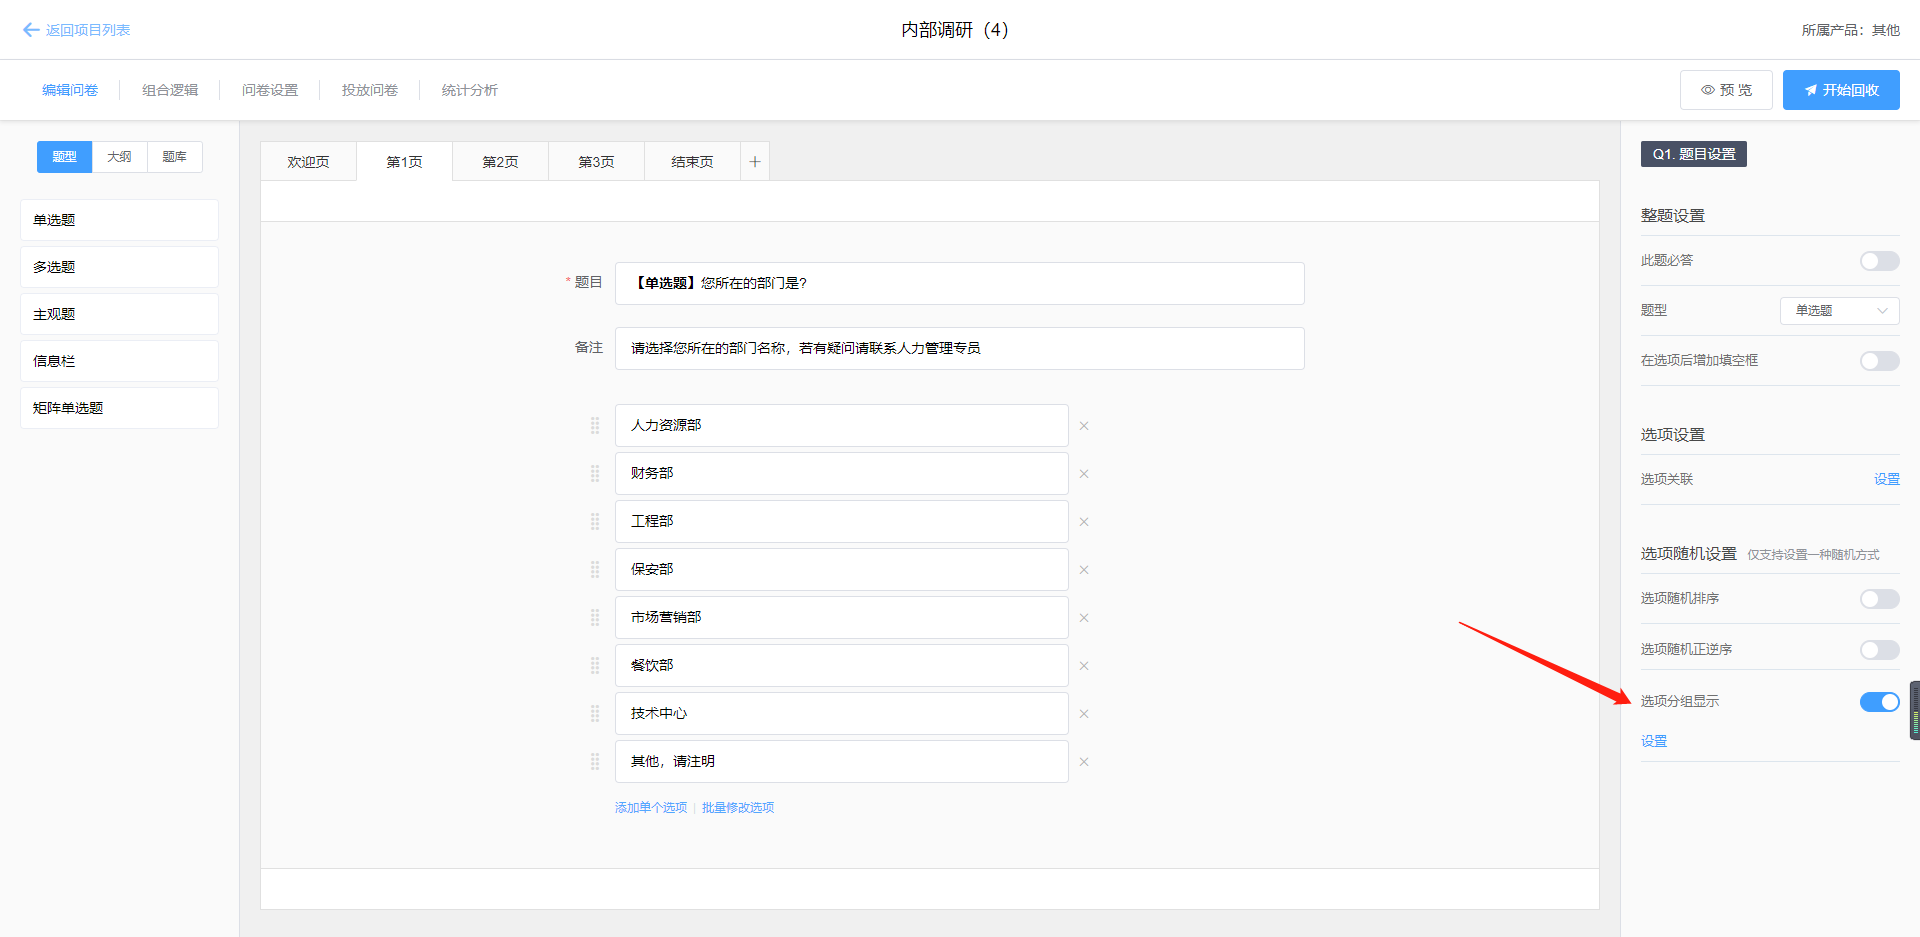 返回项目列表
内部调研（4）
所属产品：其他
编辑问卷
组合逻辑
问卷设置
投放问卷
统计分析
预 览
开始回收
题型
大纲
题库
单选题
多选题
主观题
信息栏
矩阵单选题
欢迎页
第1页
第2页
第3页
结束页
* 题目
【单选题】您所在的部门是?
备注
请选择您所在的部门名称，若有疑问请联系人力管理专员
人力资源部
财务部
工程部
保安部
市场营销部
餐饮部
技术中心
其他，请注明
添加单个选项 | 批量修改选项
Q1. 题目设置
整题设置
此题必答
题型
单选题
在选项后增加填空框
选项设置
选项关联
设置
选项随机设置 仅支持设置一种随机方式
选项随机排序
选项随机正逆序
选项分组显示
设置